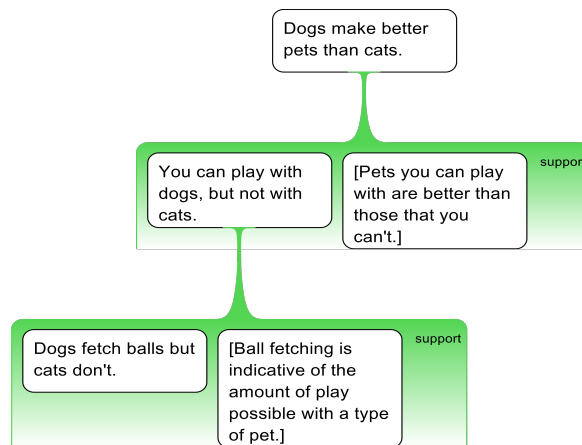 Dogs make better
pets than cats.
support
You can play with
dogs, but not with
cats.
[Pets you can play
with are better than
those that you
can't.]
support
Dogs fetch balls but
cats don't.
[Ball fetching is
indicative of the
amount of play
possible with a type
of pet.]